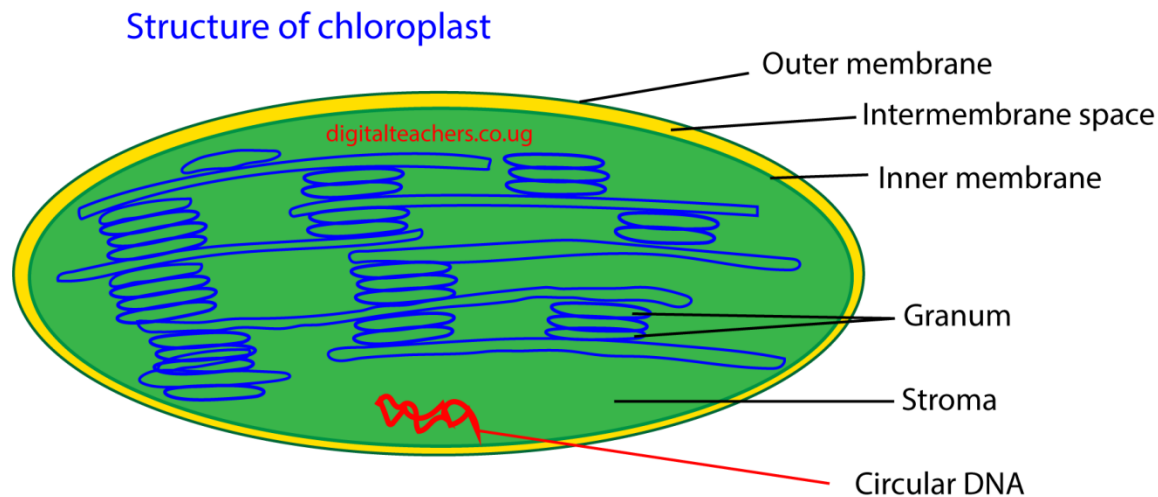 Structure of chloroplast
Outer membrane
Intermembrane space
digitalteachers.co.ug
Inner membrane
Granum
Stroma
Circular DNA